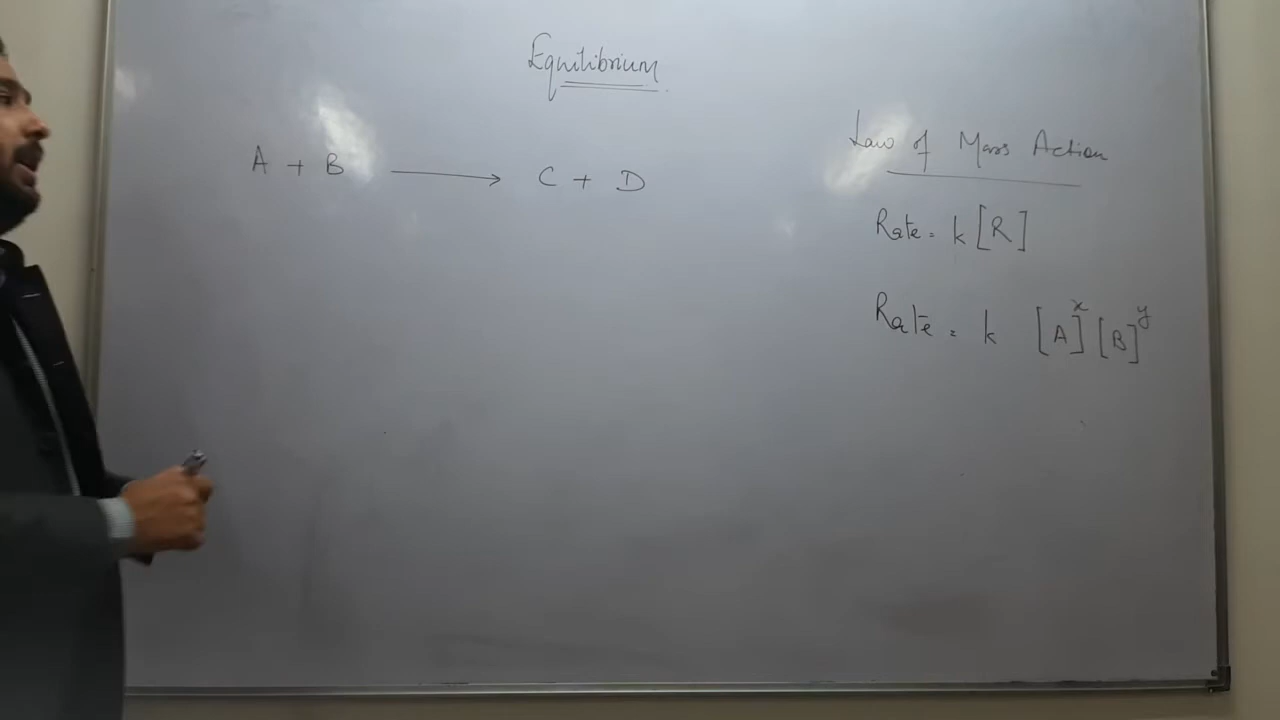 Equilibrium
A + B → C + D
Law of Mass Action
Rate = k [R]
Rate = k [A]^x [B]^y